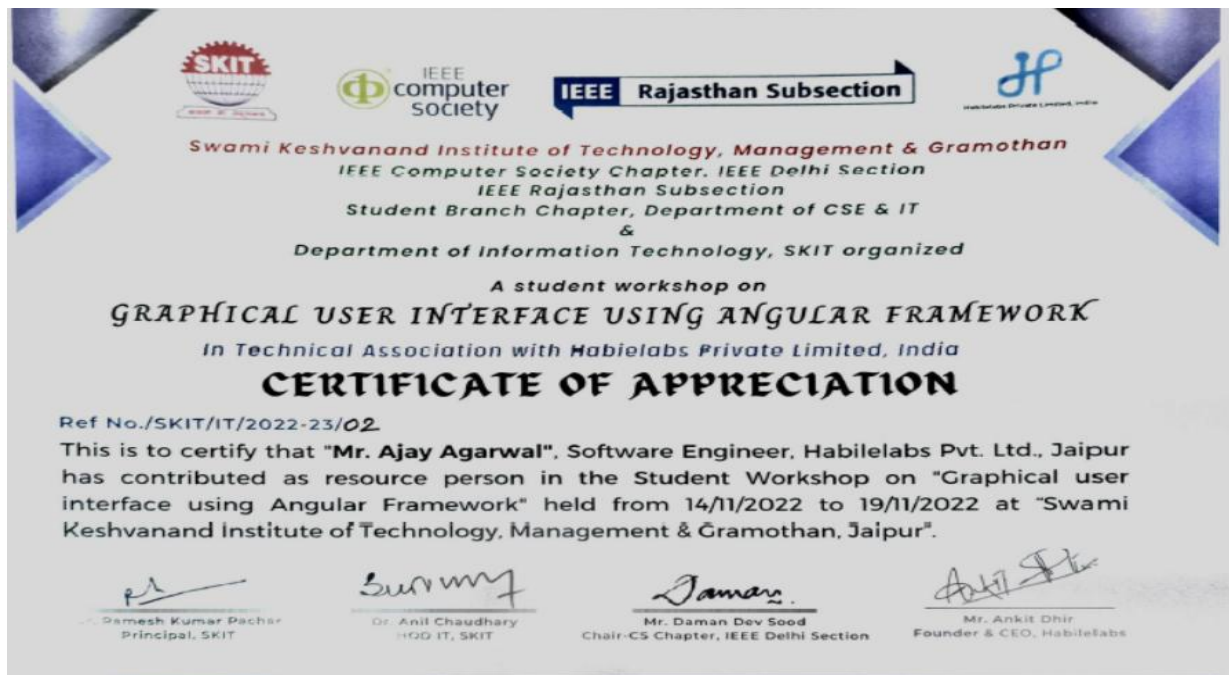 SKIT
IEEE
computer
society
IEEE Rajasthan Subsection
Habilelabs Private Limited, India
Swami Keshvanand Institute of Technology, Management & Gramothan
IEEE Computer Society Chapter. IEEE Delhi Section
IEEE Rajasthan Subsection
Student Branch Chapter, Department of CSE & IT
&
Department of Information Technology, SKIT organized
A student workshop on
GRAPHICAL USER INTERFACE USING ANGULAR FRAMEWORK
In Technical Association with Habielabs Private Limited, India
CERTIFICATE OF APPRECIATION
Ref No./SKIT/IT/2022-23/02
This is to certify that "Mr. Ajay Agarwal", Software Engineer, Habilelabs Pvt. Ltd., Jaipur
has contributed as resource person in the Student Workshop on "Graphical user
interface using Angular Framework" held from 14/11/2022 to 19/11/2022 at "Swami
Keshvanand Institute of Technology, Management & Gramothan, Jaipur".
Daman
Ramesh Kumar Pachar
Principal, SKIT
Dr. Anil Chaudhary
HOD IT, SKIT
Mr. Daman Dev Sood
Chair-CS Chapter, IEEE Delhi Section
Mr. Ankit Dhir
Founder & CEO, Habilelabs